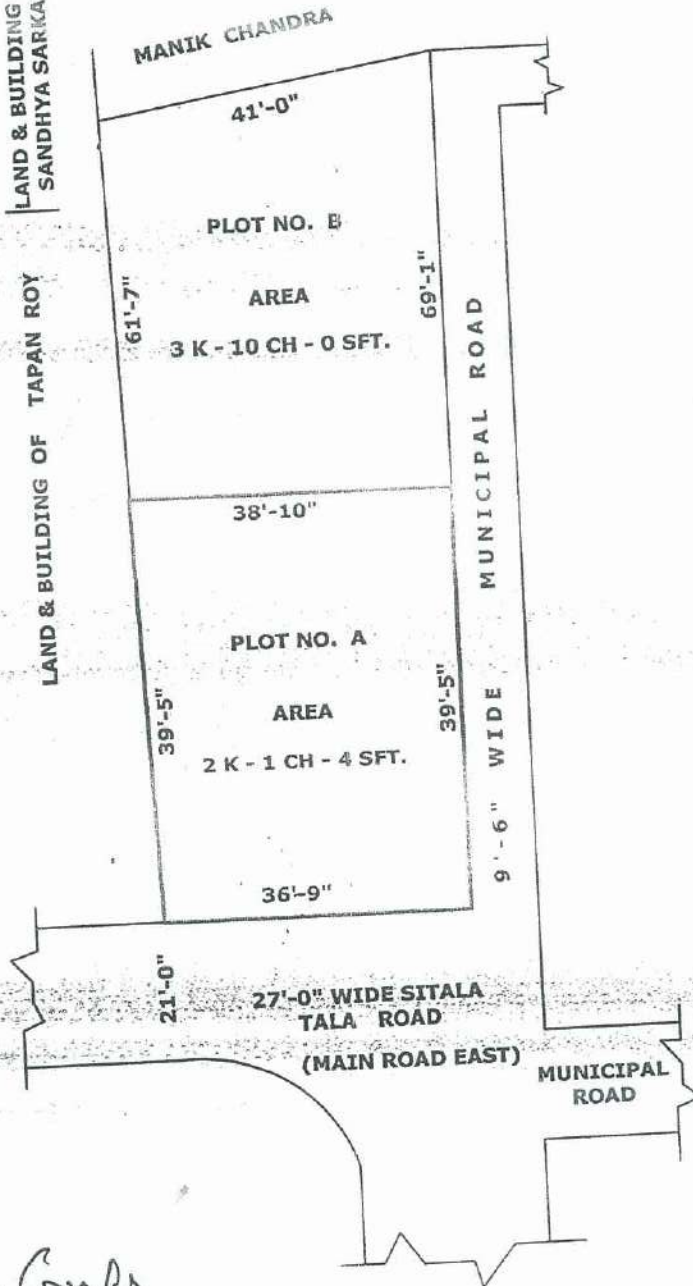 LAND & BUILDING
SANDHYA SARKA
MANIK CHANDRA
41'-0"
PLOT NO. B
61'-7"
AREA
69'-1"
3 K - 10 CH - 0 SFT.
LAND & BUILDING OF TAPAN ROY
38'-10"
9'-6" WIDE MUNICIPAL ROAD
PLOT NO. A
39'-5"
AREA
39'-5"
2 K - 1 CH - 4 SFT.
36'-9"
21'-0"
27'-0" WIDE SITALA
TALA ROAD
(MAIN ROAD EAST)
MUNICIPAL
ROAD